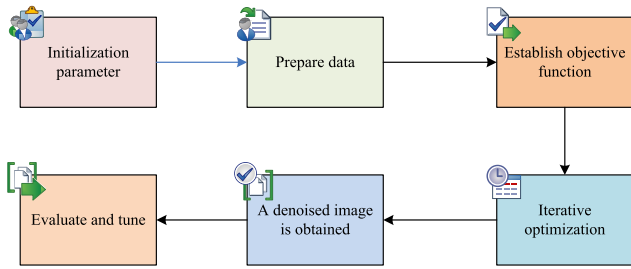 Initialization
parameter
Prepare data
Establish objective
function
Iterative
optimization
A denoised image
is obtained
Evaluate and tune